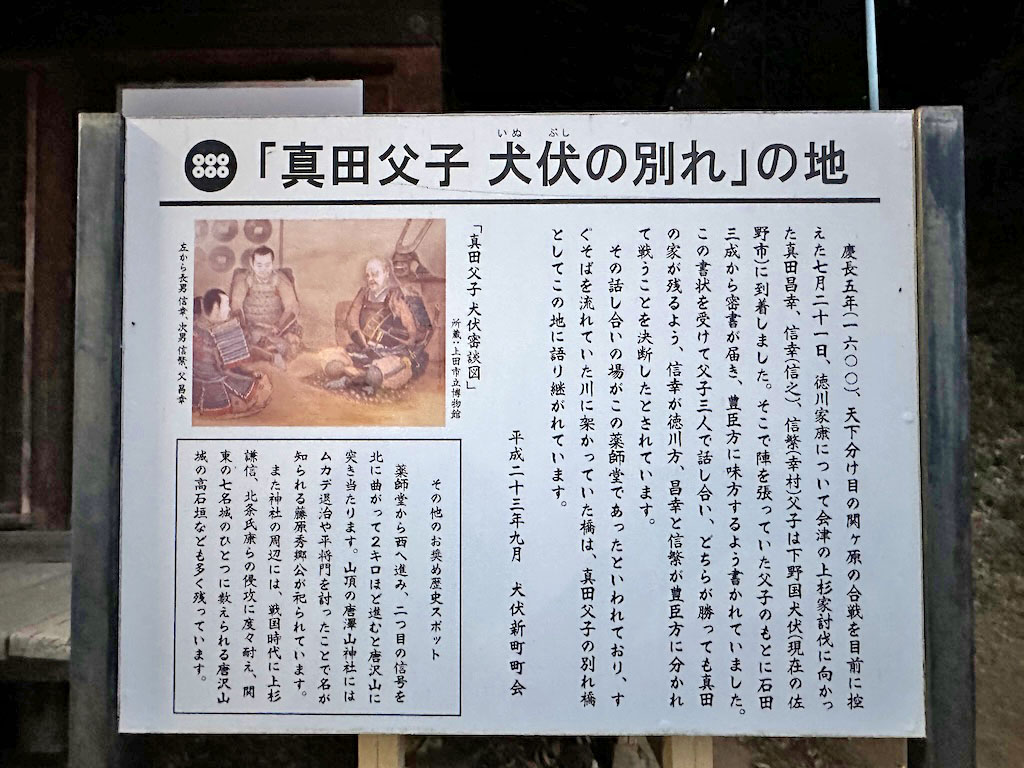 いぬ ぶし
「真田父子 犬伏の別れ」の地
慶長五年(一六〇〇)、天下分け目の関ヶ原の合戦を目前に控
えた七月二十一日、徳川家康について会津の上杉家討伐に向かっ
た真田昌幸、信幸(信之)、信繁(幸村)父子は下野国犬伏(現在の佐
野市)に到着しました。そこで陣を張っていた父子のもとに石田
三成から密書が届き、豊臣方に味方するよう書かれていました。
この書状を受けて父子三人で話し合い、どちらが勝っても真田
の家が残るよう、信幸が徳川方、昌幸と信繁が豊臣方に分かれ
て戦うことを決断したとされています。
その話し合いの場がこの薬師堂であったといわれており、す
ぐそばを流れていた川に架かっていた橋は、真田父子の別れ橋
としてこの地に語り継がれています。
平成二十三年九月 犬伏新町町会
「真田父子 犬伏密談図」
所蔵:上田市立博物館
左から長男信幸、次男信繁、父昌幸
その他のお奨め歴史スポット
薬師堂から西へ進み、二つ目の信号を
北に曲がって2キロほど進むと唐沢山に
突き当たります。山頂の唐澤山神社には
ムカデ退治や平将門を討ったことで名が
知られる藤原秀郷公が祀られています。
また神社の周辺には、戦国時代に上杉
謙信、北条氏康らの侵攻に度々耐え、関
東の七名城のひとつに数えられる唐沢山
城の高石垣なども多く残っています。